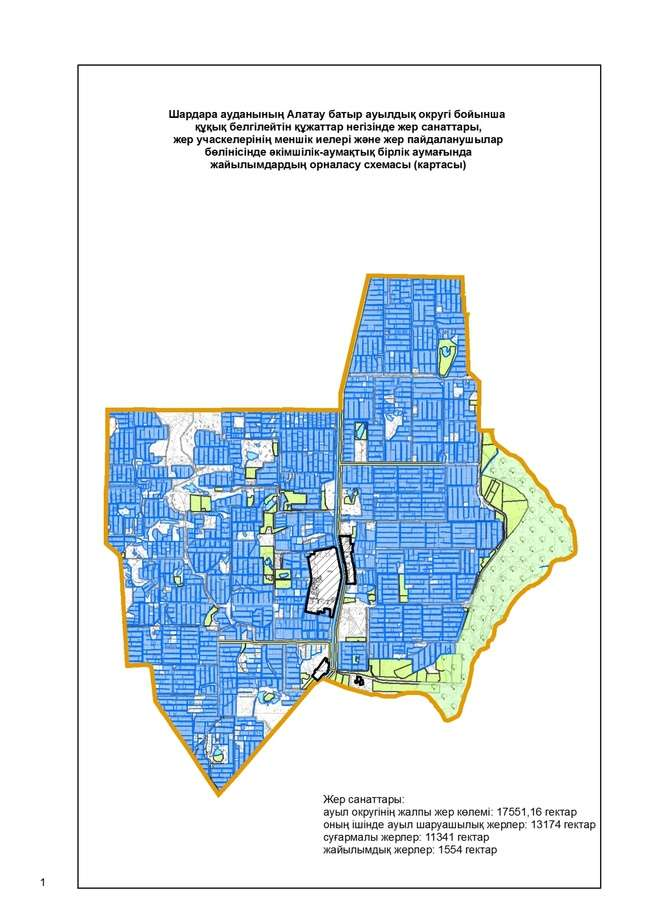 Шардара ауданының Алатау батыр ауылдық округі бойынша
құқық белгілейтін құжаттар негізінде жер санаттары,
жер учаскелерінің меншік иелері және жер пайдаланушылар
бөлінісінде әкімшілік-аумақтық бірлік аумағында
жайылымдардың орналасу схемасы (картасы)
Жер санаттары:
ауыл округінің жалпы жер көлемі: 17551,16 гектар
оның ішінде ауыл шаруашылық жерлер: 13174 гектар
суғармалы жерлер: 11341 гектар
жайылымдық жерлер: 1554 гектар
1